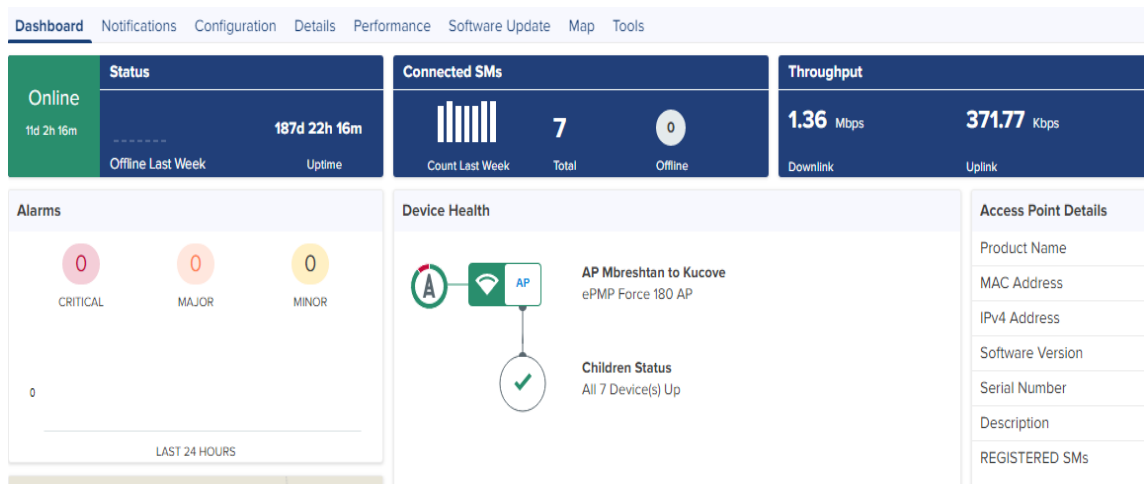 Dashboard Notifications Configuration Details Performance Software Update Map Tools
Online
11d 2h 16m
Status
187d 22h 16m
Offline Last Week Uptime
Connected SMs
7 0
Count Last Week Total Offline
Throughput
1.36 Mbps 371.77 Kbps
Downlink Uplink
Alarms
0 0 0
CRITICAL MAJOR MINOR
0
LAST 24 HOURS
Device Health
AP
AP Mbreshtan to Kucove
ePMP Force 180 AP
Children Status
All 7 Device(s) Up
Access Point Details
Product Name
MAC Address
IPv4 Address
Software Version
Serial Number
Description
REGISTERED SMs